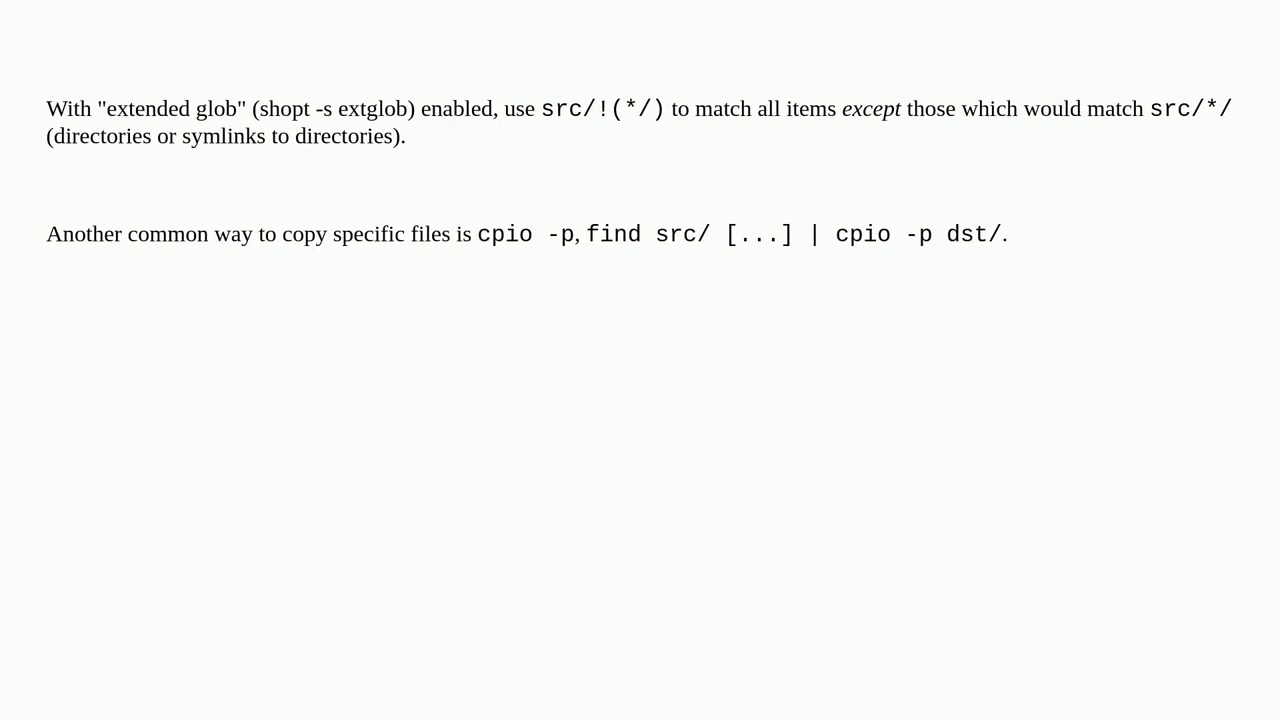 With "extended glob" (shopt -s extglob) enabled, use src/!(*/) to match all items except those which would match src/*/
(directories or symlinks to directories).
Another common way to copy specific files is cpio -p, find src/ [...] | cpio -p dst/.